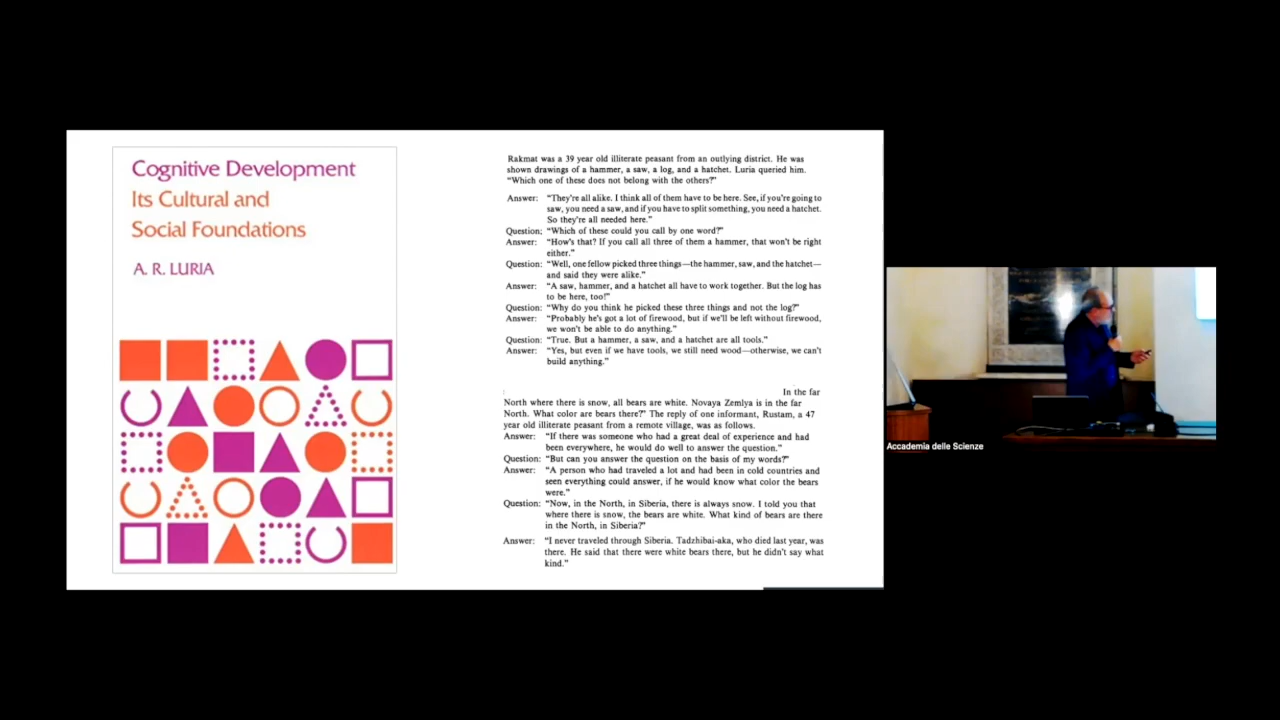 Cognitive Development
Its Cultural and
Social Foundations
A. R. LURIA
Rakmat was a 39 year old illiterate peasant from an outlying district. He was
shown drawings of a hammer, a saw, a log, and a hatchet. Luria queried him.
"Which one of these does not belong with the others?"
Answer: "They're all alike. I think all of them have to be here. See, if you're going to
saw, you need a saw, and if you have to split something, you need a hatchet.
So they're all needed here."
Question: "Which of these could you call by one word?"
Answer: "How's that? If you call all three of them a hammer, that won't be right
either."
Question: "Well, one fellow picked three things—the hammer, saw, and the hatchet—
and said they were alike."
Answer: "A saw, hammer, and a hatchet all have to work together. But the log has
to be here, too!"
Question: "Why do you think he picked these three things and not the log?"
Answer: "Probably he's got a lot of firewood, but if we'll be left without firewood,
we won't be able to do anything."
Question: "True. But a hammer, a saw, and a hatchet are all tools."
Answer: "Yes, but even if we have tools, we still need wood—otherwise, we can't
build anything."
In the far
North where there is snow, all bears are white. Novaya Zemlya is in the far
North. What color are bears there?" The reply of one informant, Rustam, a 47
year old illiterate peasant from a remote village, was as follows.
Answer: "If there was someone who had a great deal of experience and had
been everywhere, he would do well to answer the question."
Question: "But can you answer the question on the basis of my words?"
Answer: "A person who had traveled a lot and had been in cold countries and
seen everything could answer, if he would know what color the bears
were."
Question: "Now, in the North, in Siberia, there is always snow. I told you that
where there is snow, the bears are white. What kind of bears are there
in the North, in Siberia?"
Answer: "I never traveled through Siberia. Tadzhibai-aka, who died last year, was
there. He said that there were white bears there, but he didn't say what
kind."
Accademia delle Scienze